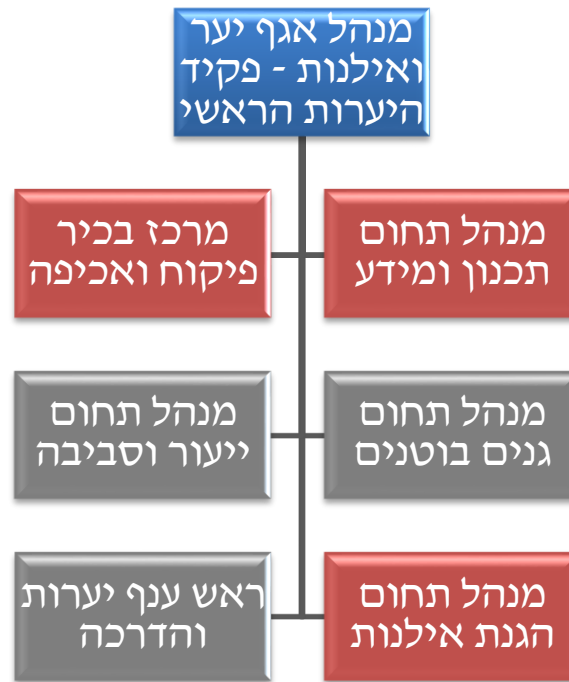 מנהל אגף יער
ואילנות - פקיד
היערות הראשי
מנהל תחום
תכנון ומידע
מרכז בכיר
פיקוח ואכיפה
מנהל תחום
גנים בוטנים
מנהל תחום
ייעור וסביבה
מנהל תחום
הגנת אילנות
ראש ענף יערות
והדרכה